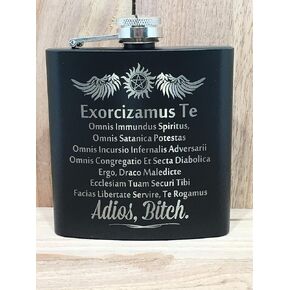 Exorcizamus Te
Omnis Immundus Spiritus,
Omnis Satanica Potestas
Omnis Incursio Infernalis Adversarii
Omnis Congregatio Et Secta Diabolica
Ergo, Draco Maledicte
Ecclesiam Tuam Securi Tibi
Facias Libertate Servire, Te Rogamus
Adios, Bitch.